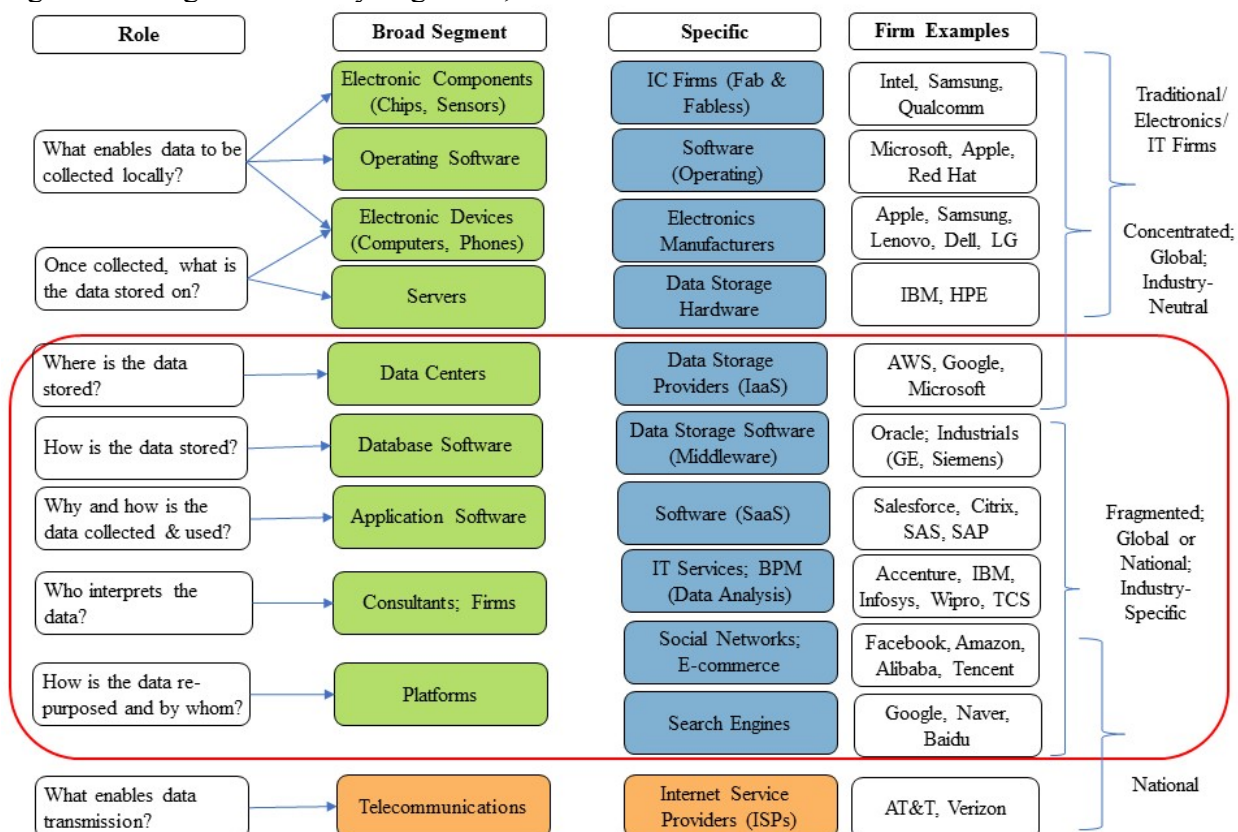 Role
Broad Segment
Specific
Firm Examples
Electronic Components
(Chips, Sensors)
IC Firms (Fab &
Fabless)
Intel, Samsung,
Qualcomm
Traditional/
Electronics/
IT Firms
What enables data to be
collected locally?
Operating Software
Software
(Operating)
Microsoft, Apple,
Red Hat
Electronic Devices
(Computers, Phones)
Electronics
Manufacturers
Apple, Samsung,
Lenovo, Dell, LG
Concentrated;
Global;
Industry-
Neutral
Once collected, what is
the data stored on?
Servers
Data Storage
Hardware
IBM, HPE
Where is the data
stored?
Data Centers
Data Storage
Providers (IaaS)
AWS, Google,
Microsoft
How is the data stored?
Database Software
Data Storage Software
(Middleware)
Oracle; Industrials
(GE, Siemens)
Why and how is the
data collected & used?
Application Software
Software (SaaS)
Salesforce, Citrix,
SAS, SAP
Fragmented;
Global or
National;
Industry-
Specific
Who interprets the
data?
Consultants; Firms
IT Services; BPM
(Data Analysis)
Accenture, IBM,
Infosys, Wipro, TCS
How is the data re-
purposed and by whom?
Platforms
Social Networks;
E-commerce
Facebook, Amazon,
Alibaba, Tencent
Search Engines
Google, Naver,
Baidu
What enables data
transmission?
Telecommunications
Internet Service
Providers (ISPs)
AT&T, Verizon
National